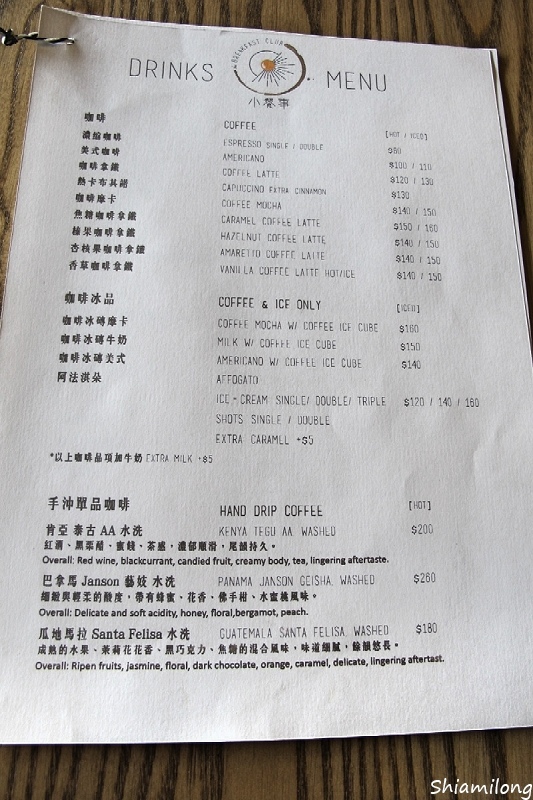 DRINKS MENU
BREAKFAST CLUB
小餐事
咖啡 COFFEE [HOT / ICED]
濃縮咖啡 ESPRESSO SINGLE / DOUBLE $80
美式咖啡 AMERICANO $100 / 110
咖啡拿鐵 COFFEE LATTE $120 / 130
熱卡布其諾 CAPUCCINO EXTRA CINNAMON $130
咖啡摩卡 COFFEE MOCHA $140 / 150
焦糖咖啡拿鐵 CARAMEL COFFEE LATTE $150 / 160
榛果咖啡拿鐵 HAZELNUT COFFEE LATTE $140 / 150
杏核果咖啡拿鐵 AMARETTO COFFEE LATTE $140 / 150
香草咖啡拿鐵 VANILLA COFFEE LATTE HOT/ICE $140 / 150
咖啡冰品 COFFEE & ICE ONLY [ICED]
咖啡冰磚摩卡 COFFEE MOCHA W/ COFFEE ICE CUBE $160
咖啡冰磚牛奶 MILK W/ COFFEE ICE CUBE $150
咖啡冰磚美式 AMERICANO W/ COFFEE ICE CUBE $140
阿法淇朵 AFFOGATO
ICE-CREAM SINGLE/ DOUBLE/ TRIPLE $120 / 140 / 160
SHOTS SINGLE / DOUBLE
EXTRA CARAMEL +$5
*以上咖啡品項加牛奶 EXTRA MILK +$5
手沖單品咖啡 HAND DRIP COFFEE [HOT]
肯亞 泰古 AA 水洗 KENYA TEGU AA. WASHED $200
紅酒、黑栗醋、蜜餞、茶感，濃郁順滑，尾韻持久。
Overall: Red wine, blackcurrant, candied fruit, creamy body, tea, lingering aftertaste.
巴拿馬 Janson 藝妓 水洗 PANAMA JANSON GEISHA. WASHED $280
細緻與輕柔的酸度，帶有蜂蜜、花香、佛手柑、水蜜桃風味。
Overall: Delicate and soft acidity, honey, floral,bergamot, peach.
瓜地馬拉 Santa Felisa 水洗 GUATEMALA SANTA FELISA. WASHED $180
成熟的水果、茉莉花花香、黑巧克力、焦糖的混合風味，味道細膩，餘韻悠長。
Overall: Ripen fruits, jasmine, floral, dark chocolate, orange, caramel, delicate, lingering aftertast.
Shiamilong